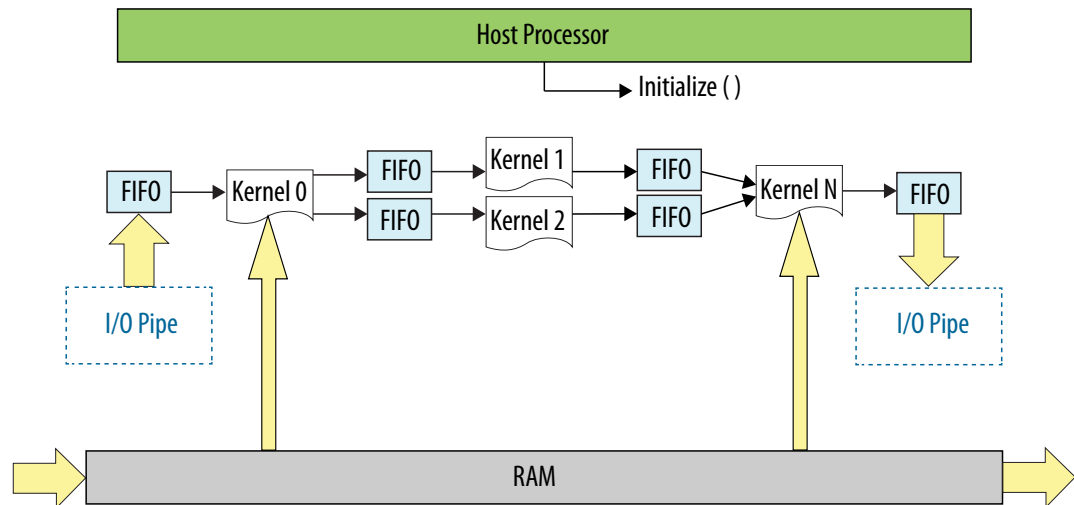 Host Processor
Initialize ( )
FIFO
Kernel 0
FIFO
Kernel 1
FIFO
FIFO
Kernel 2
FIFO
Kernel N
FIFO
I/O Pipe
I/O Pipe
RAM